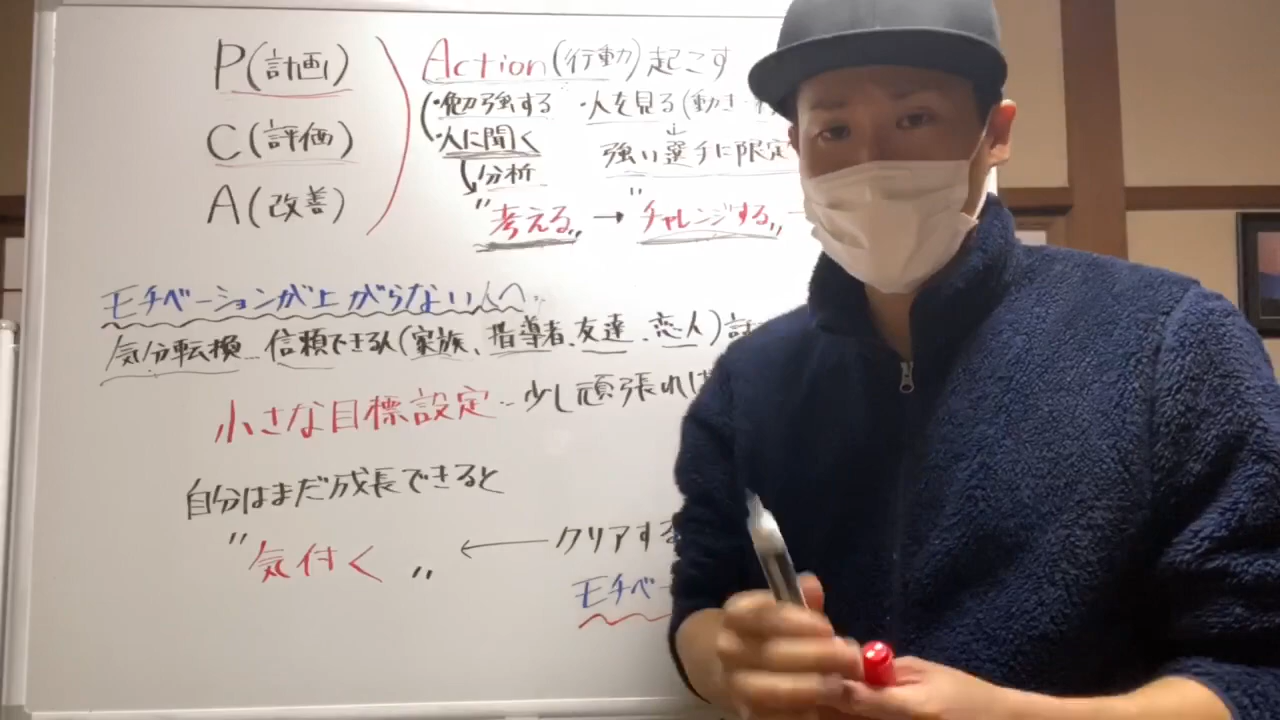 P(計画)
C(評価)
A(改善)
Action(行動)起こす
・勉強する ・人を見る(動き
・人に聞く
強い選手に限定
分析
"考える" → "チャレンジする"
モチベーションが上がらない人へ..
気分転換...信頼できる人(家族、指導者、友達、恋人)
小さな目標設定...少し頑張れば
自分はまだ成長できると
"気付く" ← クリアする
モチベー